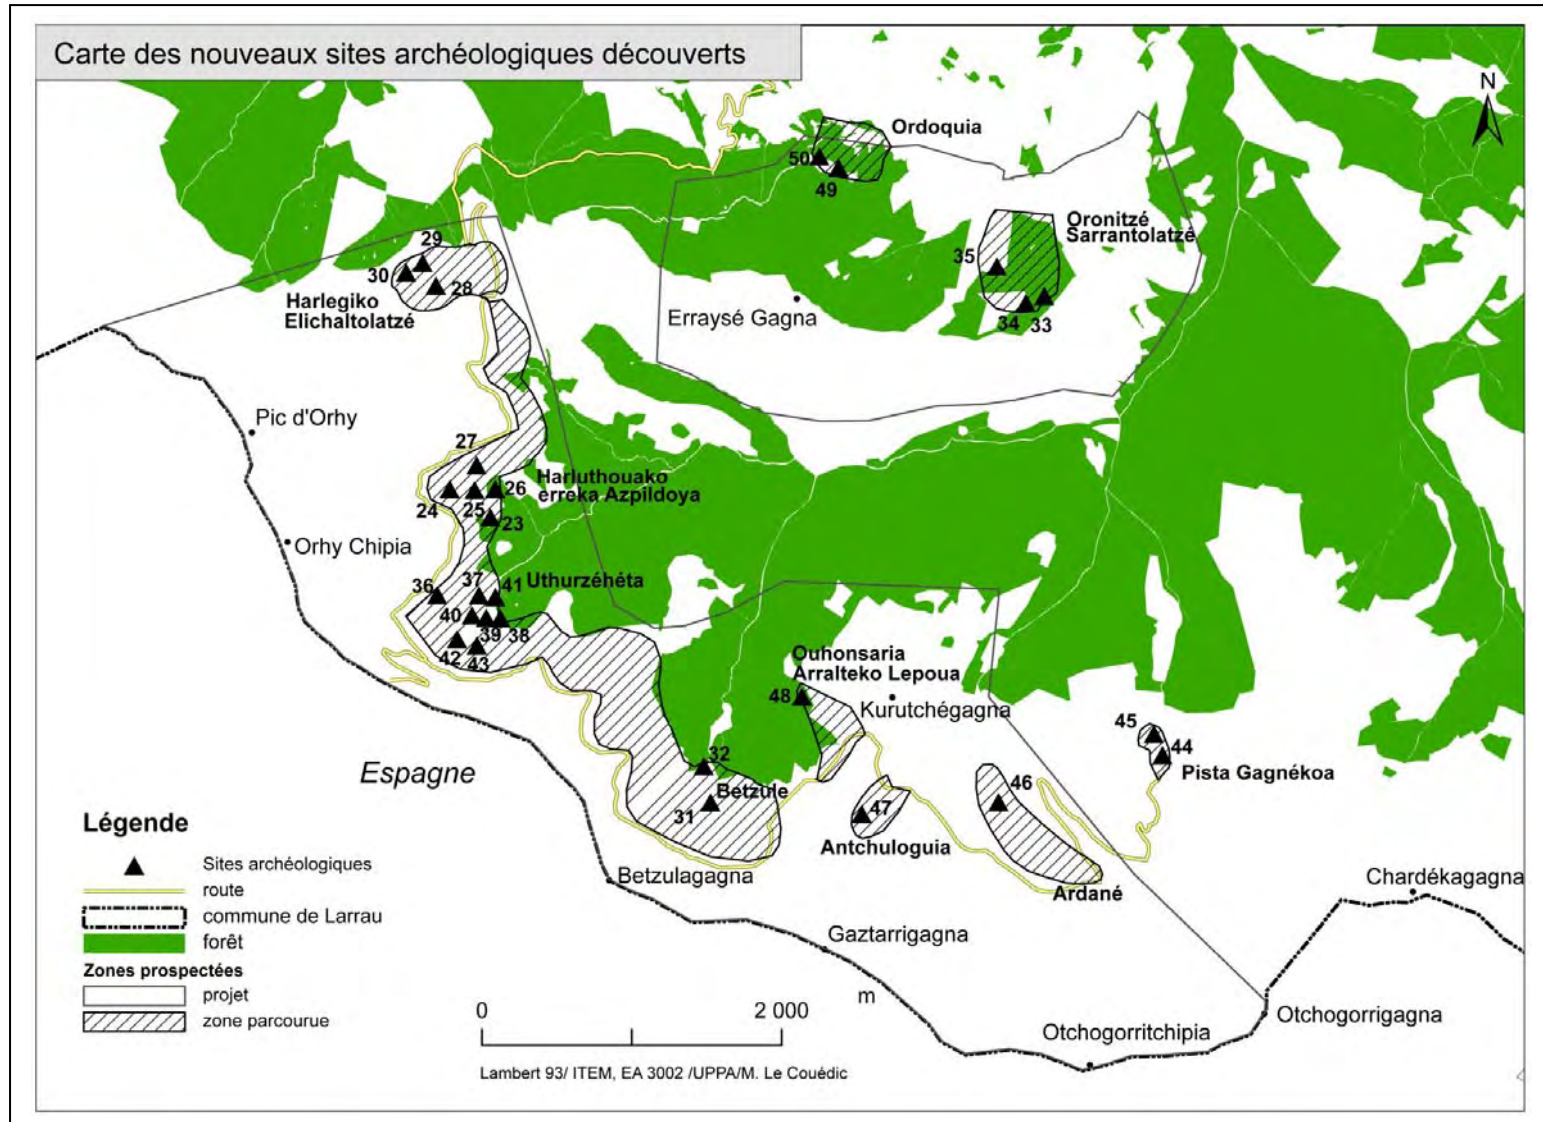 Carte des nouveaux sites archéologiques découverts
N
Ordoquia
50
49
Oronitzé
Sarrantolatzé
35
34
33
Erraysé Gagna
29
30
28
Harlegiko
Elichaltolatzé
Pic d'Orhy
27
Harluthouako
erreka Azpildoya
24
25
26
23
Orhy Chipia
36
37
41
Uthurzéhéta
40
39
38
42
43
Ouhonsaria
Arralteko Lepoua
48
Kurutchégagna
45
44
Pista Gagnékoa
Espagne
32
Betzule
31
47
46
Antchuloguia
Ardané
Betzulagagna
Chardékagagna
Gaztarrigagna
Otchogorrigagna
Otchogorritchipia
Légende
Sites archéologiques
route
commune de Larrau
forêt
Zones prospectées
projet
zone parcourue
0
2 000
m
Lambert 93/ ITEM, EA 3002 /UPPA/M. Le Couédic